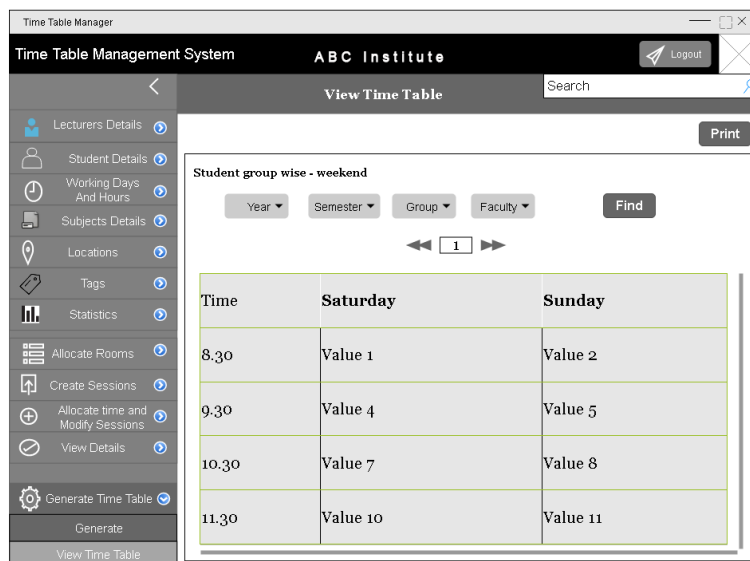 Time Table Manager
Time Table Management System
ABC Institute
Logout
View Time Table
Search
Lecturers Details
Student Details
Working Days
And Hours
Subjects Details
Locations
Tags
Statistics
Allocate Rooms
Create Sessions
Allocate time and
Modify Sessions
View Details
Generate Time Table
Generate
View Time Table
Print
Student group wise - weekend
Year Semester Group Faculty Find
1
Time Saturday Sunday
8.30 Value 1 Value 2
9.30 Value 4 Value 5
10.30 Value 7 Value 8
11.30 Value 10 Value 11